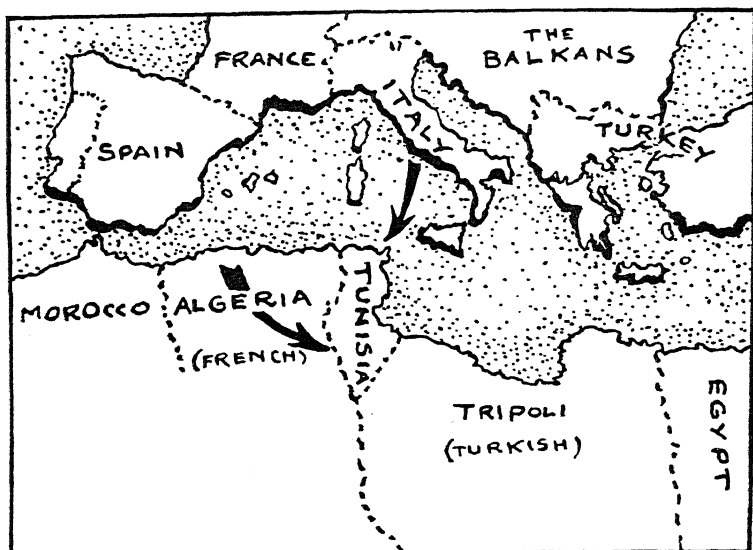 FRANCE
THE
BALKANS
ITALY
SPAIN
TURKEY
MOROCCO
ALGERIA
(FRENCH)
TUNISIA
TRIPOLI
(TURKISH)
EGYPT